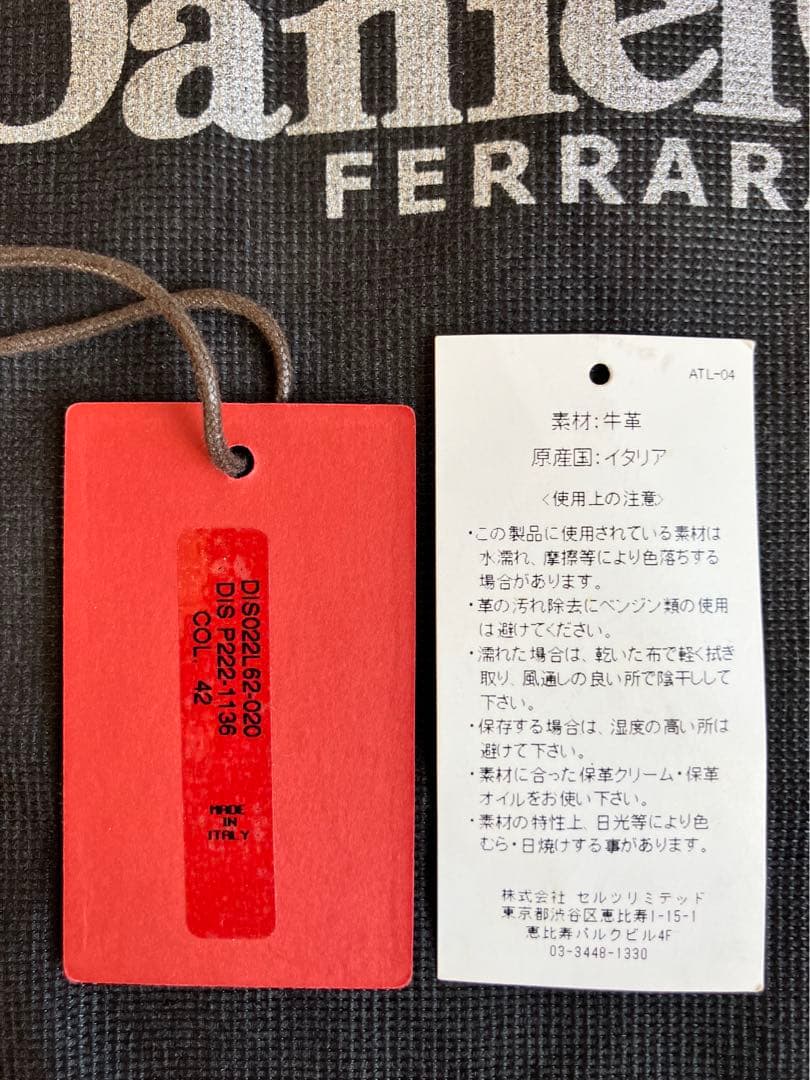 Daniel
FERRAR
DIS022L62-020
DIS P222-1136
COL. 42
MADE
IN
ITALY
ATL-04
素材:牛革
原産国:イタリア
〈使用上の注意〉
・この製品に使用されている素材は
水濡れ、摩擦等により色落ちする
場合があります。
・革の汚れ除去にベンジン類の使用
は避けてください。
・濡れた場合は、乾いた布で軽く拭き
取り、風通しの良い所で陰干しして
下さい。
・保存する場合は、湿度の高い所は
避けて下さい。
・素材に合った保革クリーム・保革
オイルをお使い下さい。
・素材の特性上、日光等により色
むら・日焼けする事があります。
株式会社 セルツリミテッド
東京都渋谷区恵比寿1-15-1
恵比寿パルクビル4F
03-3448-1330